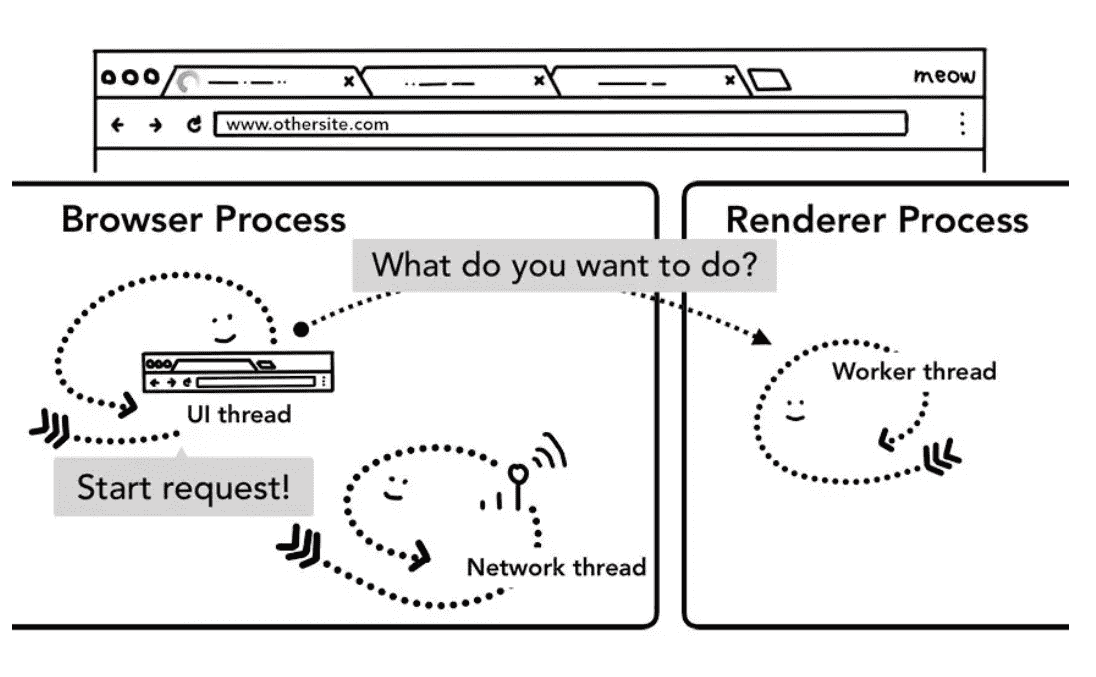 meow
www.othersite.com
Browser Process
Renderer Process
What do you want to do?
Worker thread
UI thread
Start request!
Network thread